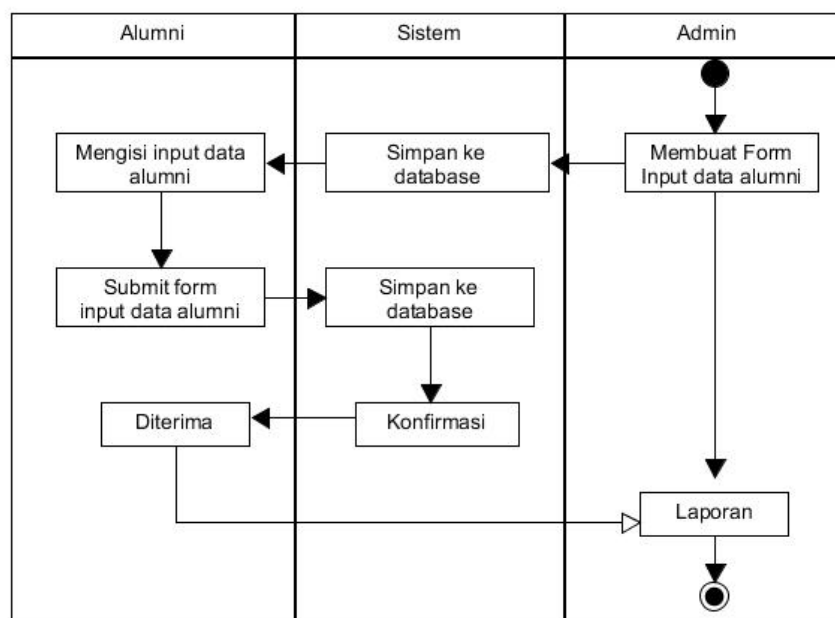 Alumni
Sistem
Admin
Mengisi input data
alumni
Simpan ke
database
Membuat Form
Input data alumni
Submit form
input data alumni
Simpan ke
database
Diterima
Konfirmasi
Laporan